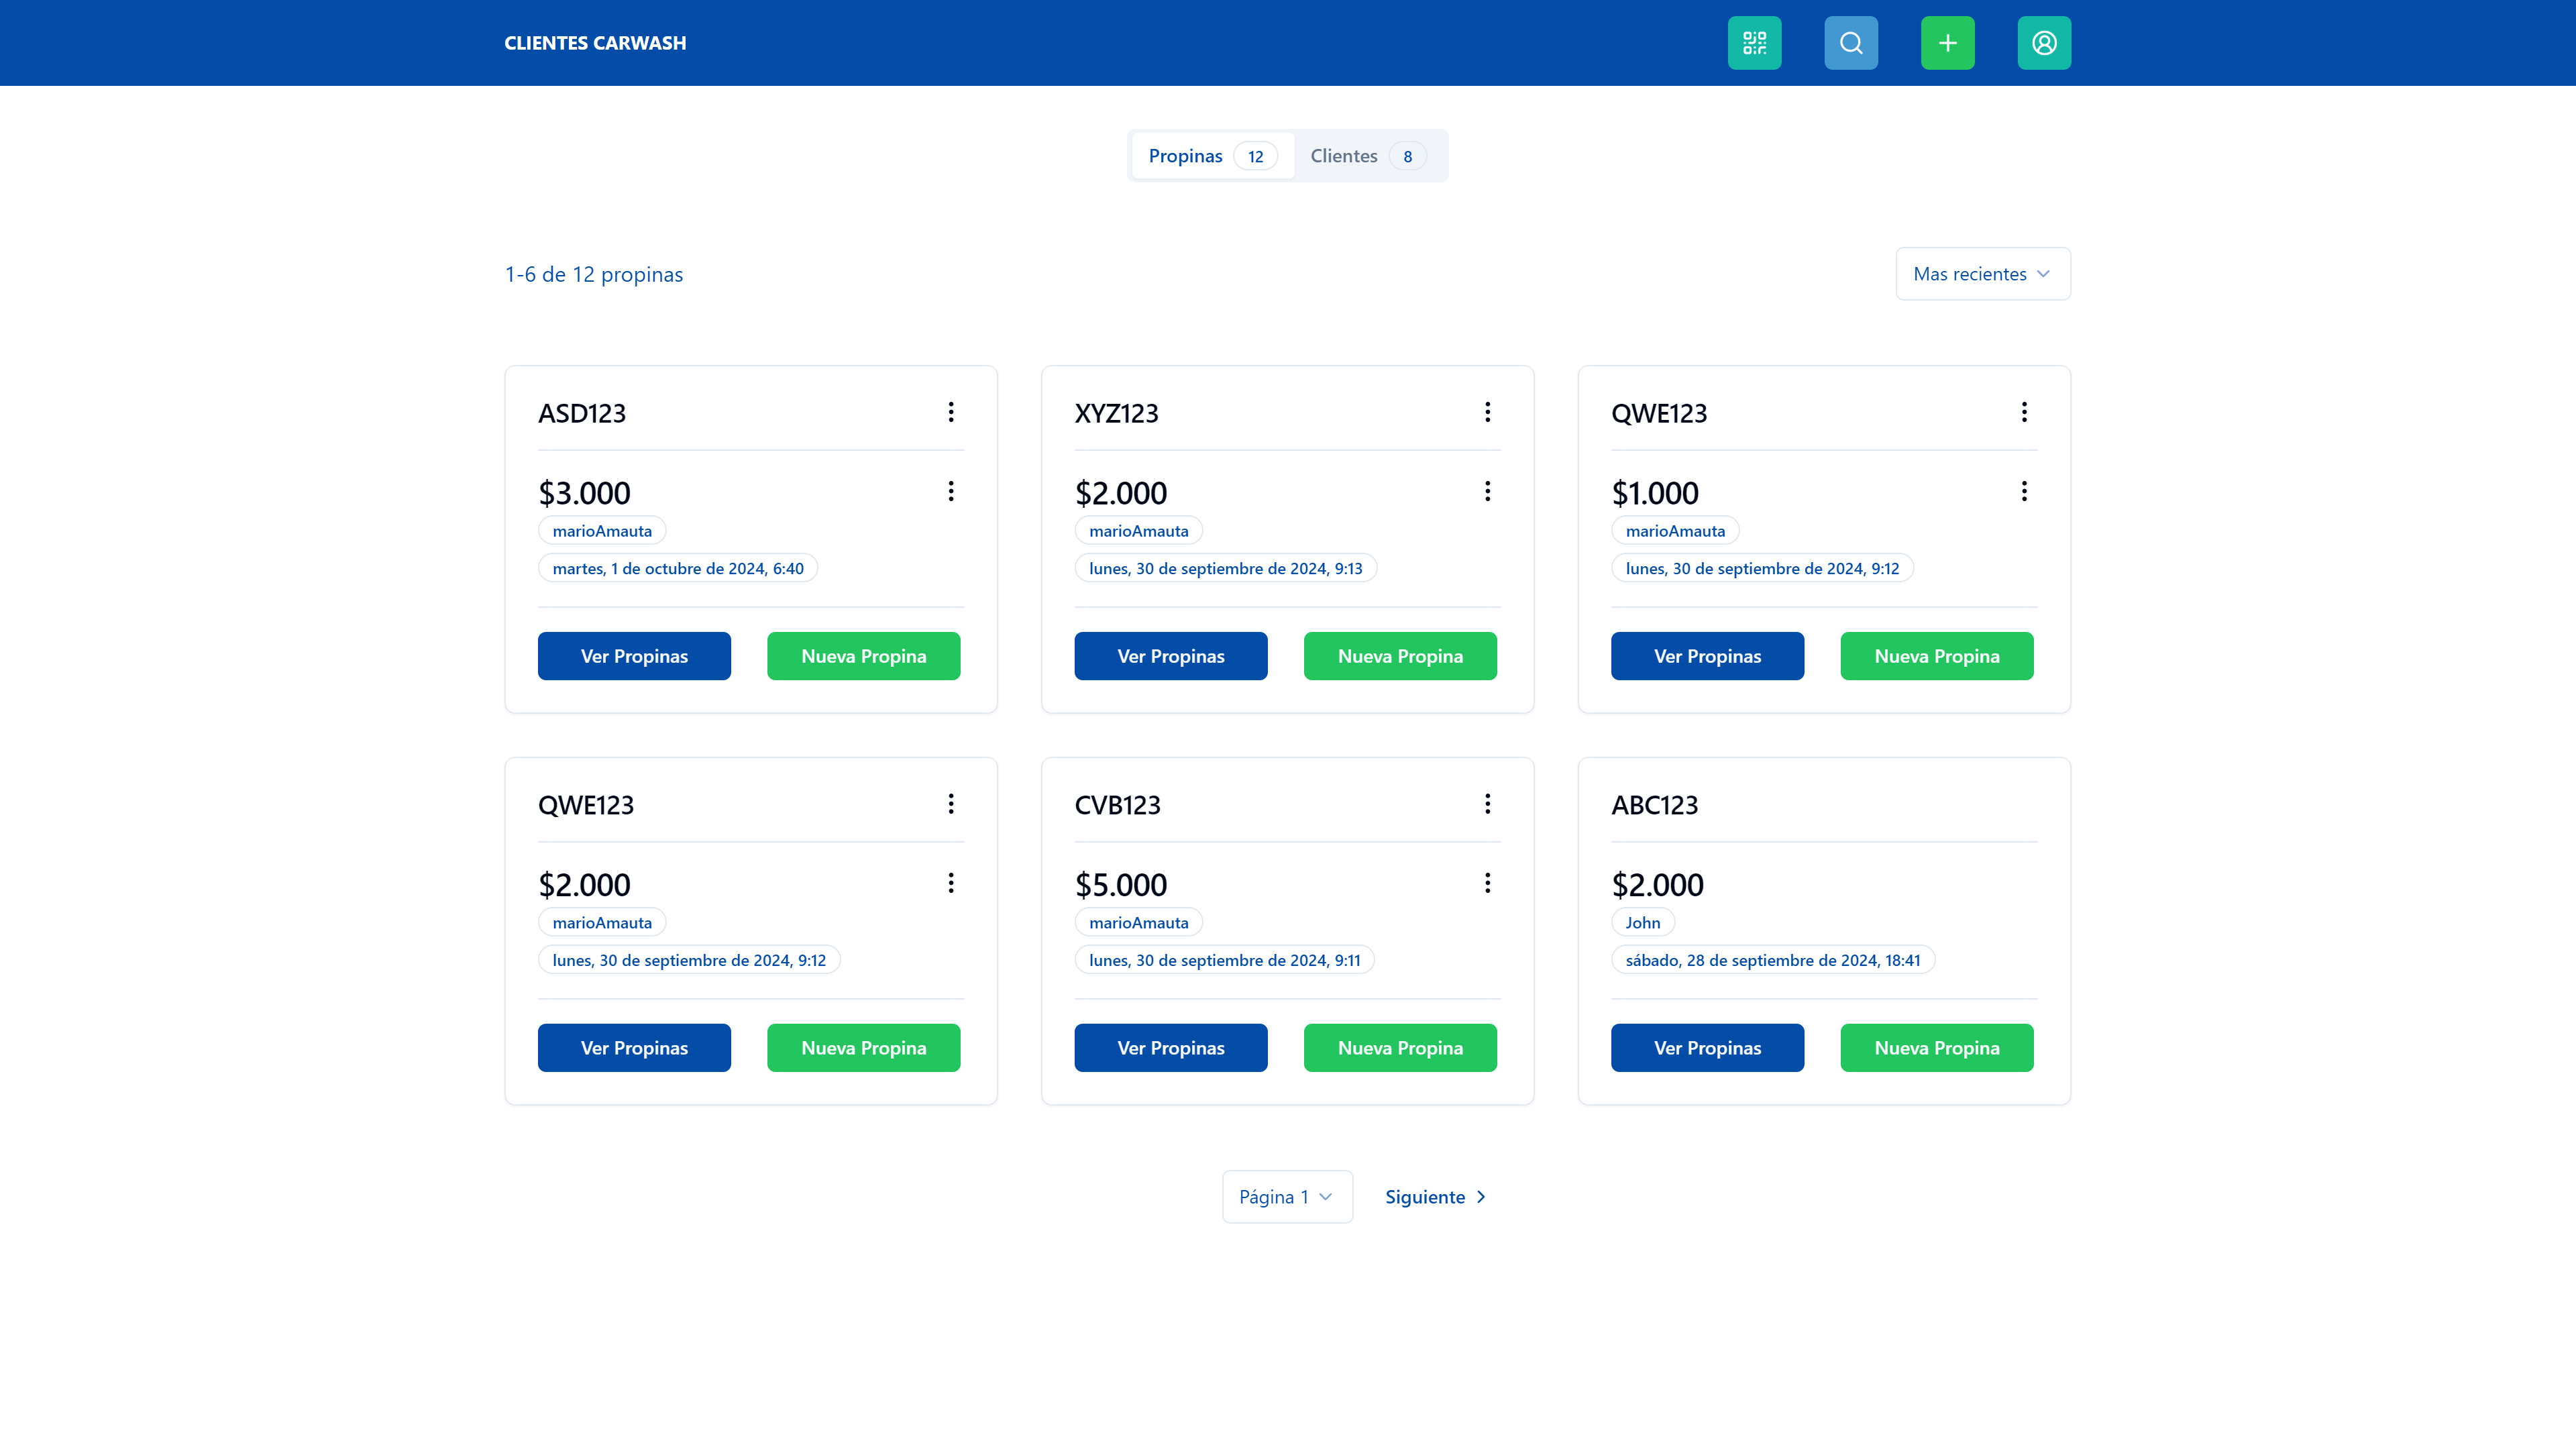 CLIENTES CARWASH
Propinas 12 Clientes 8
1-6 de 12 propinas
Mas recientes
ASD123
$3.000
marioAmauta
martes, 1 de octubre de 2024, 6:40
Ver Propinas Nueva Propina
XYZ123
$2.000
marioAmauta
lunes, 30 de septiembre de 2024, 9:13
Ver Propinas Nueva Propina
QWE123
$1.000
marioAmauta
lunes, 30 de septiembre de 2024, 9:12
Ver Propinas Nueva Propina
QWE123
$2.000
marioAmauta
lunes, 30 de septiembre de 2024, 9:12
Ver Propinas Nueva Propina
CVB123
$5.000
marioAmauta
lunes, 30 de septiembre de 2024, 9:11
Ver Propinas Nueva Propina
ABC123
$2.000
John
sábado, 28 de septiembre de 2024, 18:41
Ver Propinas Nueva Propina
Página 1 Siguiente